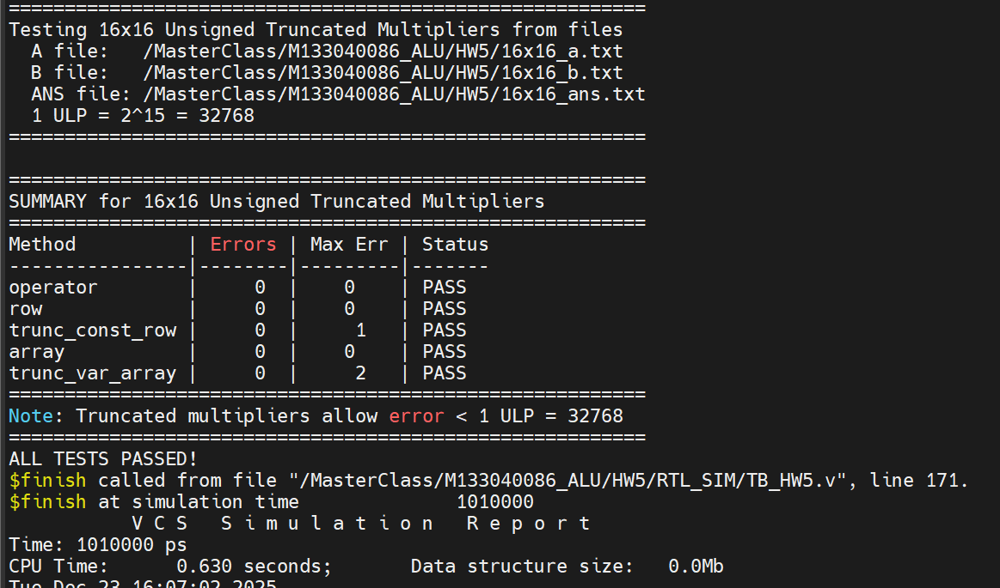 =========================================================
Testing 16x16 Unsigned Truncated Multipliers from files
  A file:   /MasterClass/M133040086_ALU/HW5/16x16_a.txt
  B file:   /MasterClass/M133040086_ALU/HW5/16x16_b.txt
  ANS file: /MasterClass/M133040086_ALU/HW5/16x16_ans.txt
  1 ULP = 2^15 = 32768
=========================================================
=========================================================
SUMMARY for 16x16 Unsigned Truncated Multipliers
=========================================================
Method          | Errors | Max Err | Status
----------------|--------|---------|-------
operator        |     0  |    0    | PASS
row             |     0  |    0    | PASS
trunc_const_row |     0  |     1   | PASS
array           |     0  |    0    | PASS
trunc_var_array |     0  |     2   | PASS
=========================================================
Note: Truncated multipliers allow error < 1 ULP = 32768
=========================================================
ALL TESTS PASSED!
$finish called from file "/MasterClass/M133040086_ALU/HW5/RTL_SIM/TB_HW5.v", line 171.
$finish at simulation time              1010000
           V C S   S i m u l a t i o n   R e p o r t
Time: 1010000 ps
CPU Time:      0.630 seconds;       Data structure size:   0.0Mb
Tue Dec 23 16:07:02 2025